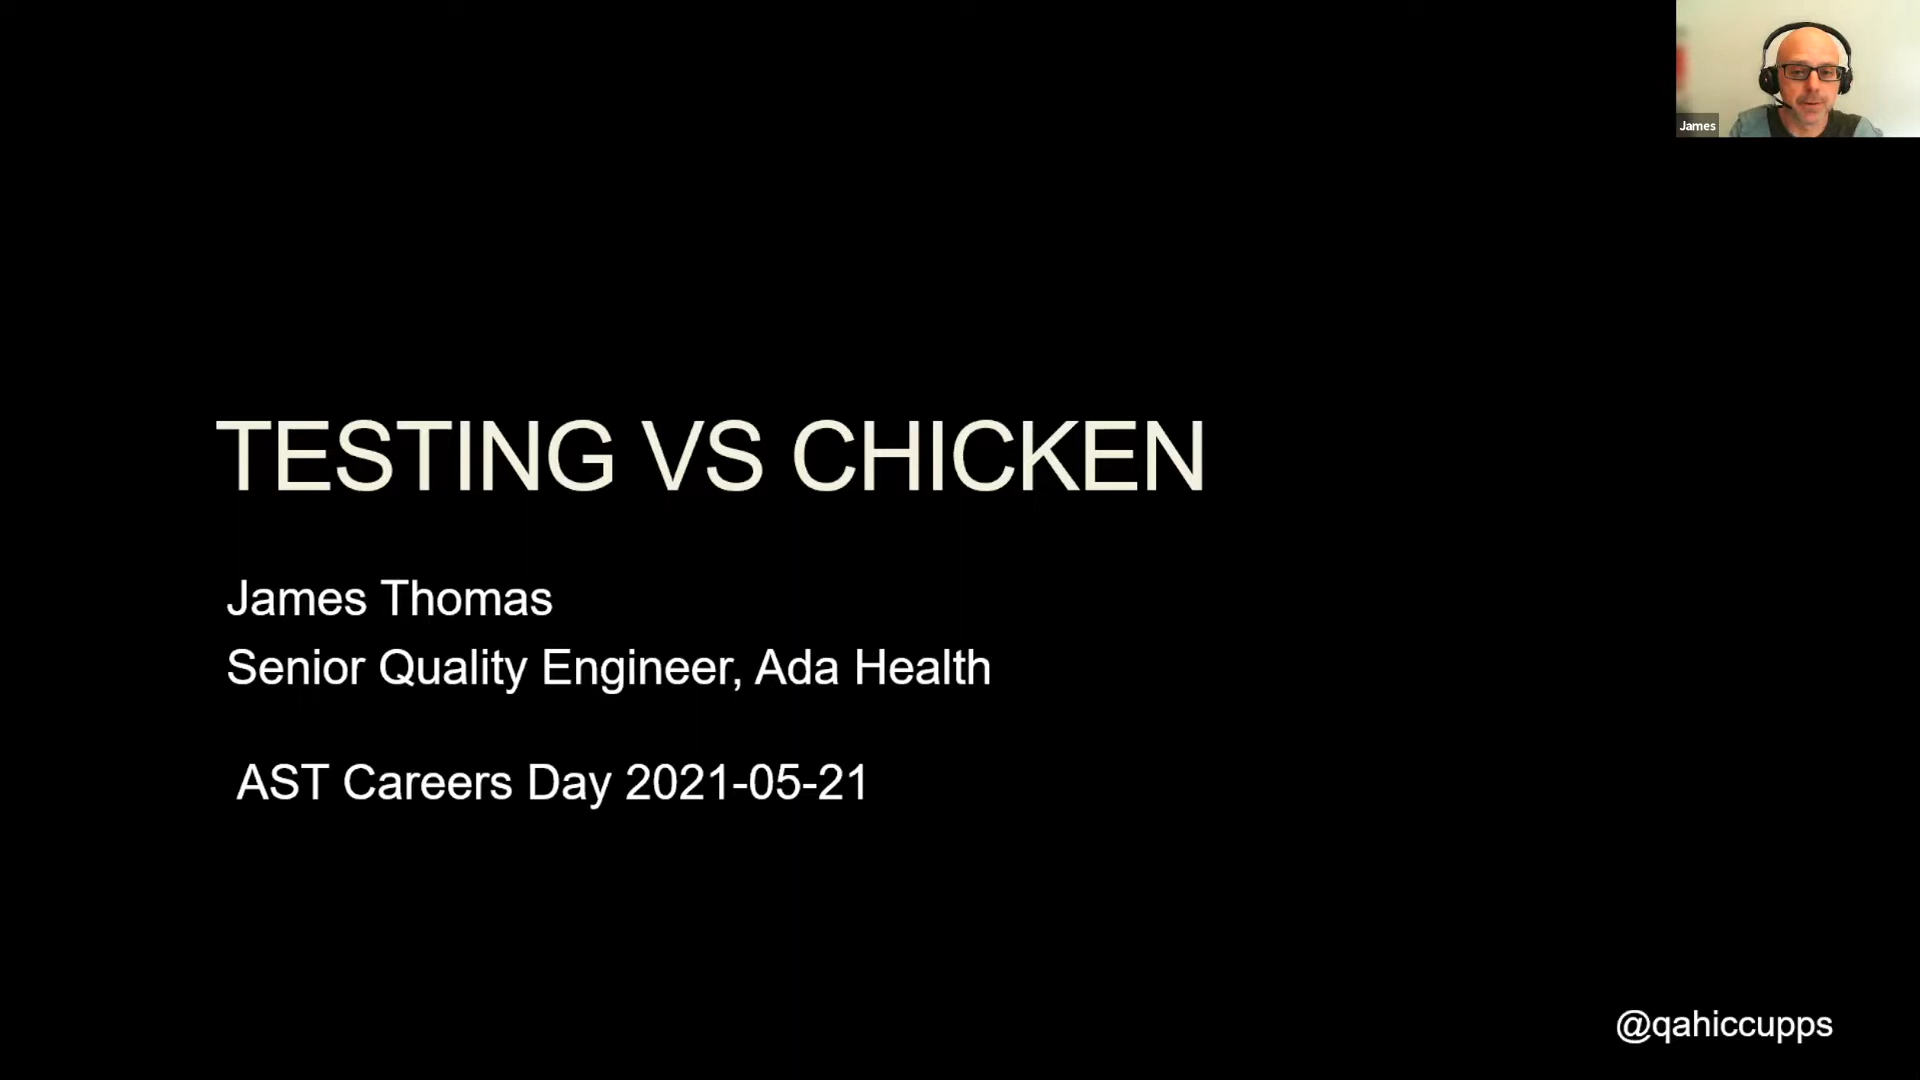 James
TESTING VS CHICKEN
James Thomas
Senior Quality Engineer, Ada Health
AST Careers Day 2021-05-21
@qahiccupps